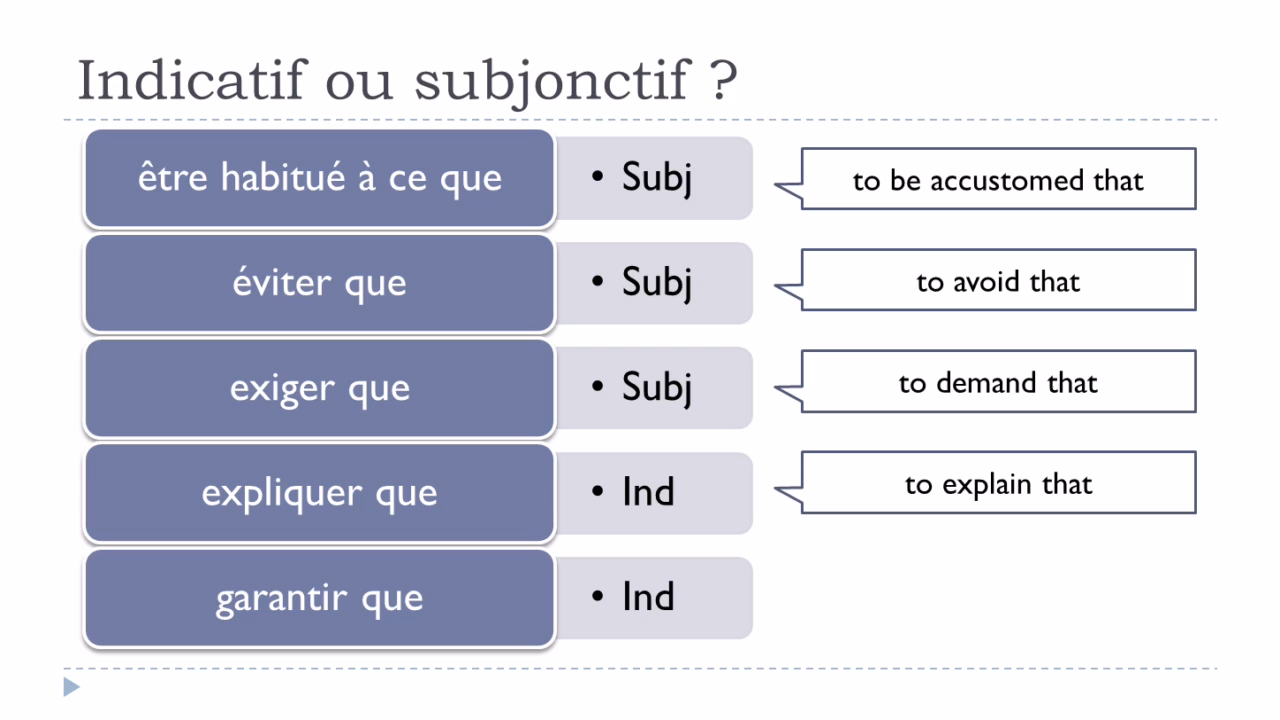 Indicatif ou subjonctif ?
être habitué à ce que
• Subj
to be accustomed that
éviter que
• Subj
to avoid that
exiger que
• Subj
to demand that
expliquer que
• Ind
to explain that
garantir que
• Ind